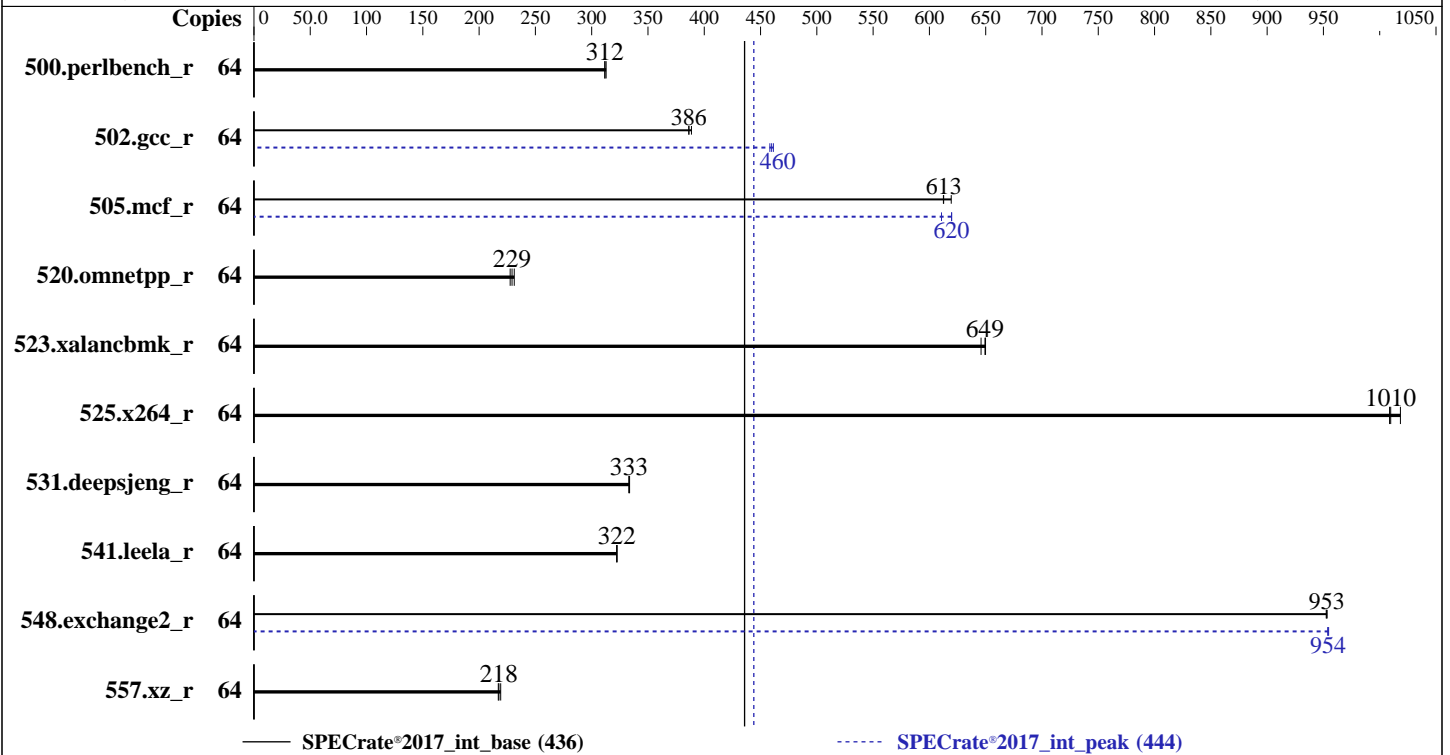 Copies 0 50.0 100 150 200 250 300 350 400 450 500 550 600 650 700 750 800 850 900 950 1050
500.perlbench_r 64 312
502.gcc_r 64 386
460
505.mcf_r 64 613
620
520.omnetpp_r 64 229
523.xalancbmk_r 64 649
525.x264_r 64 1010
531.deepsjeng_r 64 333
541.leela_r 64 322
548.exchange2_r 64 953
954
557.xz_r 64 218
SPECrate®2017_int_base (436) SPECrate®2017_int_peak (444)